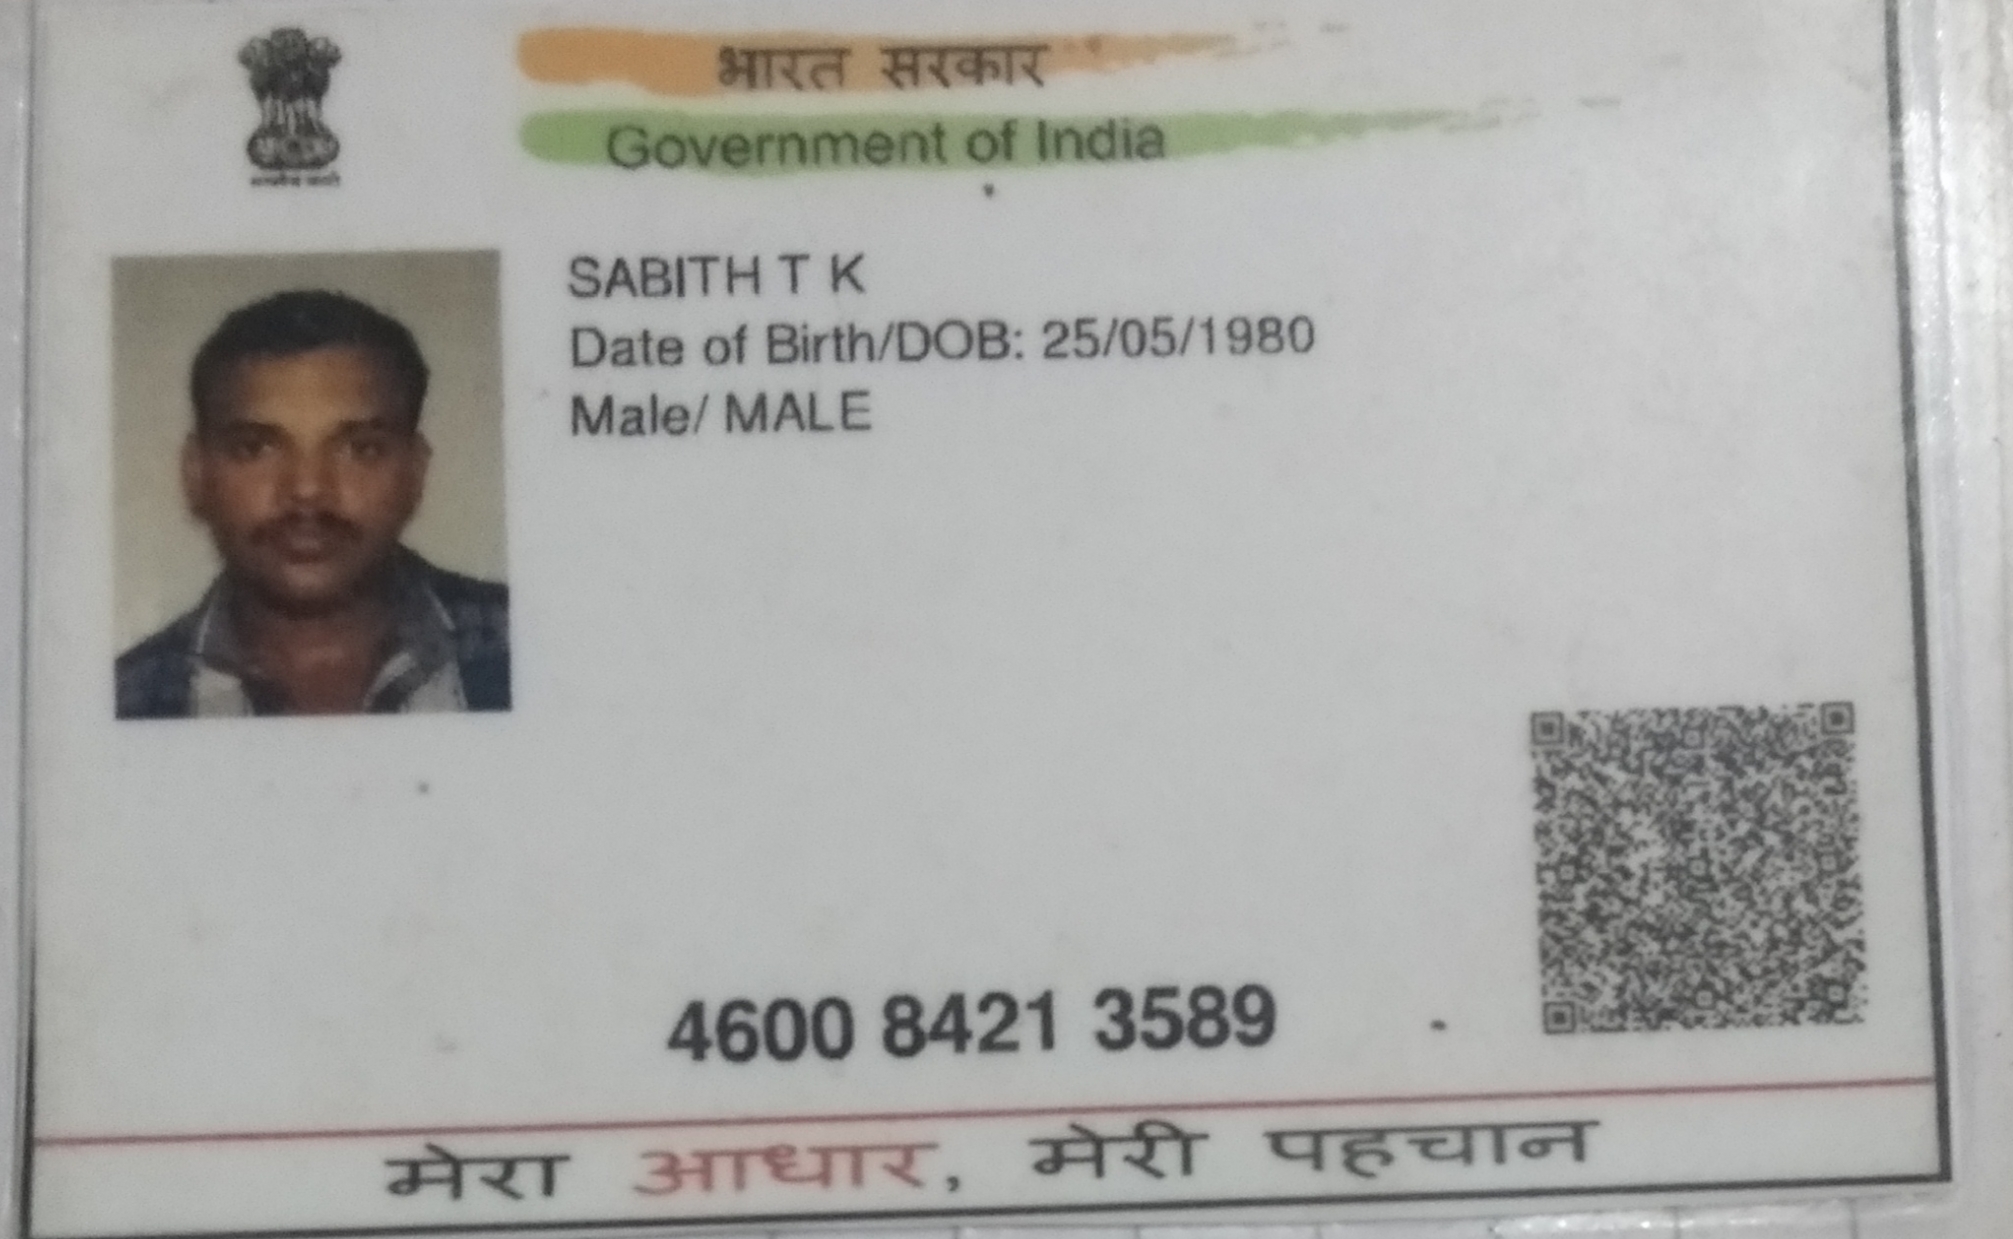 भारत सरकार
Government of India
SABITH T K
Date of Birth/DOB: 25/05/1980
Male/ MALE
4600 8421 3589
मेरा आधार, मेरी पहचान